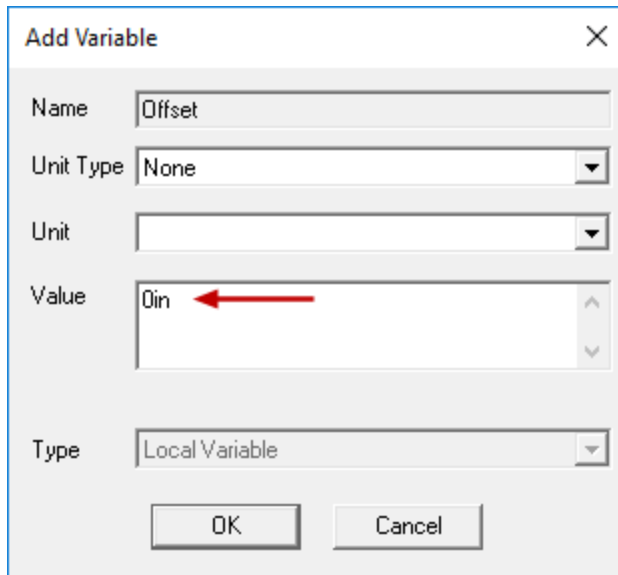 Add Variable
Name Offset
Unit Type None
Unit
Value 0in
Type Local Variable
OK Cancel